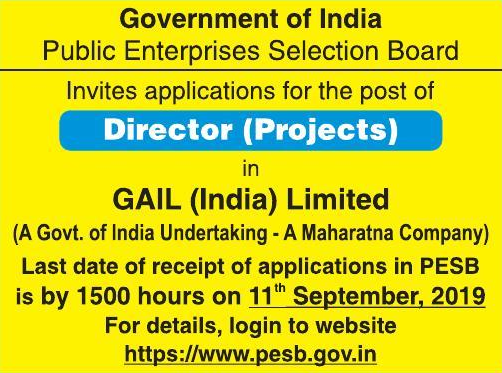 Government of India
Public Enterprises Selection Board
Invites applications for the post of
Director (Projects)
in
GAIL (India) Limited
(A Govt. of India Undertaking - A Maharatna Company)
Last date of receipt of applications in PESB
is by 1500 hours on 11th September, 2019
For details, login to website
https://www.pesb.gov.in